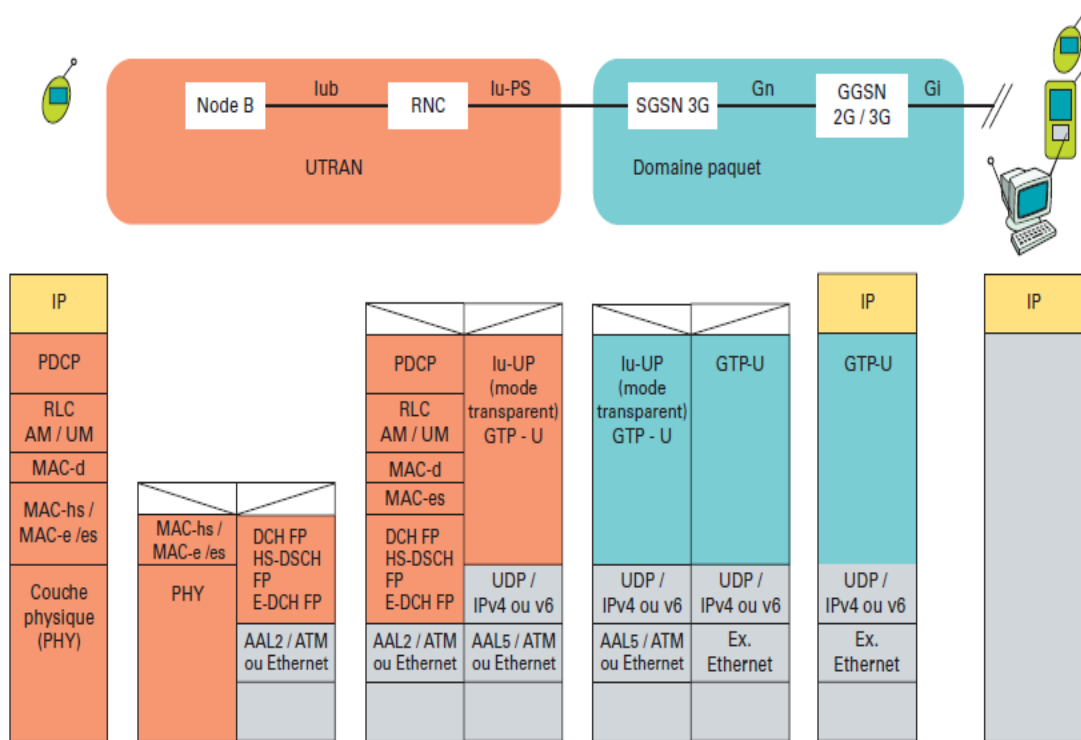 Node B
Iub
RNC
Iu-PS
SGSN 3G
Gn
GGSN
2G / 3G
Gi
UTRAN
Domaine paquet
IP
PDCP
RLC
AM / UM
MAC-d
MAC-hs /
MAC-e /es
Couche
physique
(PHY)
MAC-hs /
MAC-e /es
PHY
DCH FP
HS-DSCH
FP
E-DCH FP
AAL2 / ATM
ou Ethernet
PDCP
RLC
AM / UM
MAC-d
MAC-es
DCH FP
HS-DSCH
FP
E-DCH FP
AAL2 / ATM
ou Ethernet
Iu-UP
(mode
transparent)
GTP - U
UDP /
IPv4 ou v6
AAL5 / ATM
ou Ethernet
Iu-UP
(mode
transparent)
GTP - U
UDP /
IPv4 ou v6
AAL5 / ATM
ou Ethernet
GTP-U
UDP /
IPv4 ou v6
Ex.
Ethernet
IP
GTP-U
UDP /
IPv4 ou v6
Ex.
Ethernet
IP